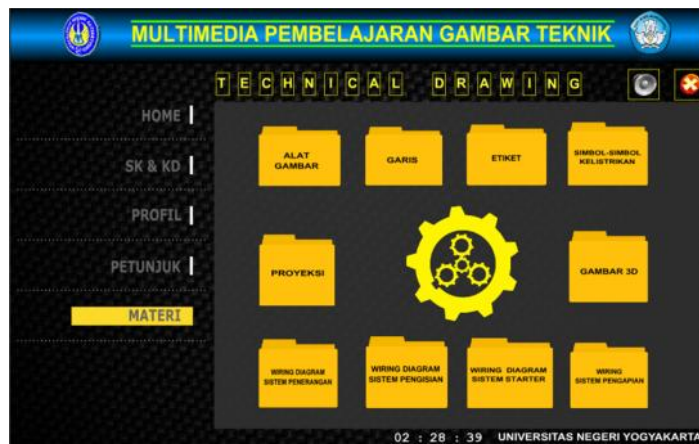 MULTIMEDIA PEMBELAJARAN GAMBAR TEKNIK
TECHNICAL DRAWING
HOME
SK & KD
PROFIL
PETUNJUK
MATERI
ALAT
GAMBAR
GARIS
ETIKET
SIMBOL-SIMBOL
KELISTRIKAN
PROYEKSI
GAMBAR 3D
WIRING DIAGRAM
SISTEM PENERANGAN
WIRING DIAGRAM
SISTEM PENGISIAN
WIRING DIAGRAM
SISTEM STARTER
WIRING
SISTEM PENGAPIAN
02 : 28 : 39 UNIVERSITAS NEGERI YOGYAKARTA